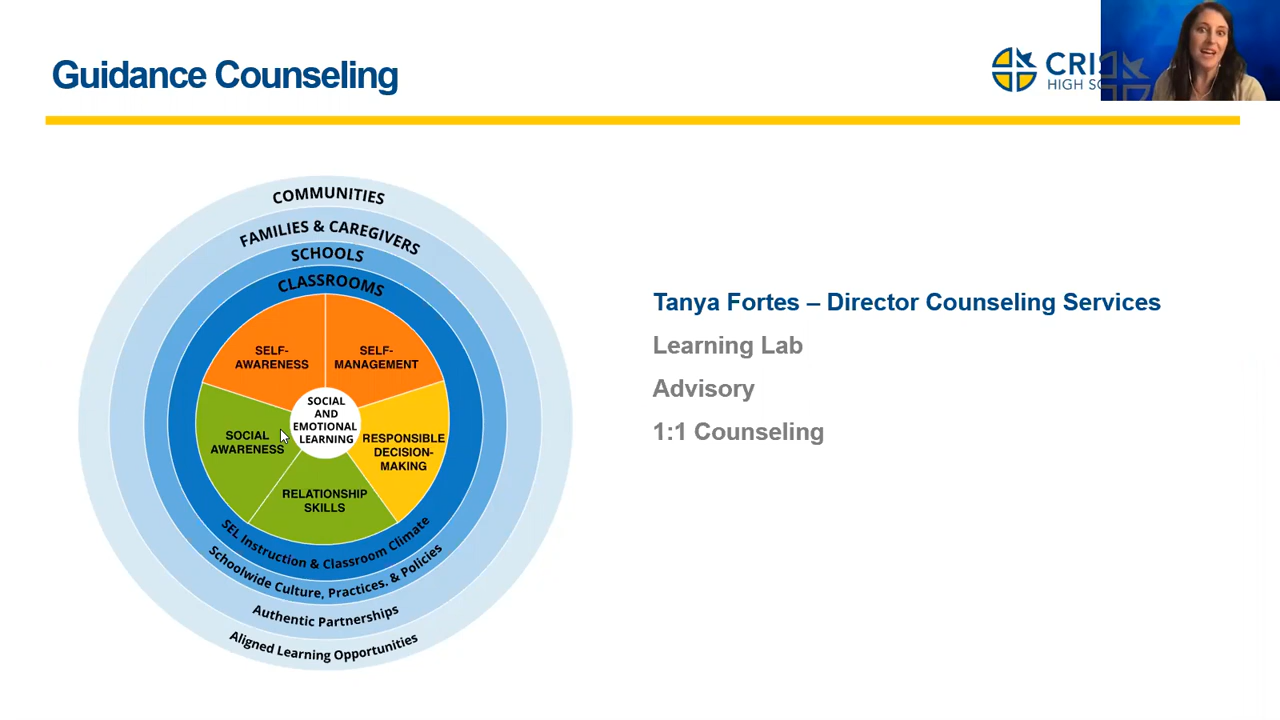 Guidance Counseling
CRI
HIGH SC
COMMUNITIES
FAMILIES & CAREGIVERS
SCHOOLS
CLASSROOMS
SELF-
AWARENESS
SELF-
MANAGEMENT
SOCIAL
AND
EMOTIONAL
LEARNING
SOCIAL
AWARENESS
RESPONSIBLE
DECISION-
MAKING
RELATIONSHIP
SKILLS
SEL Instruction & Classroom Climate
Schoolwide Culture, Practices, & Policies
Authentic Partnerships
Aligned Learning Opportunities
Tanya Fortes – Director Counseling Services
Learning Lab
Advisory
1:1 Counseling